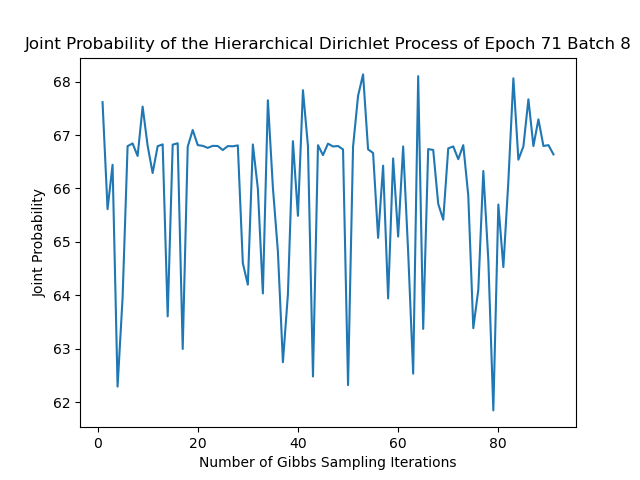 Joint Probability of the Hierarchical Dirichlet Process of Epoch 71 Batch 8
68
67
66
65
64
63
62
Joint Probability
0 20 40 60 80
Number of Gibbs Sampling Iterations